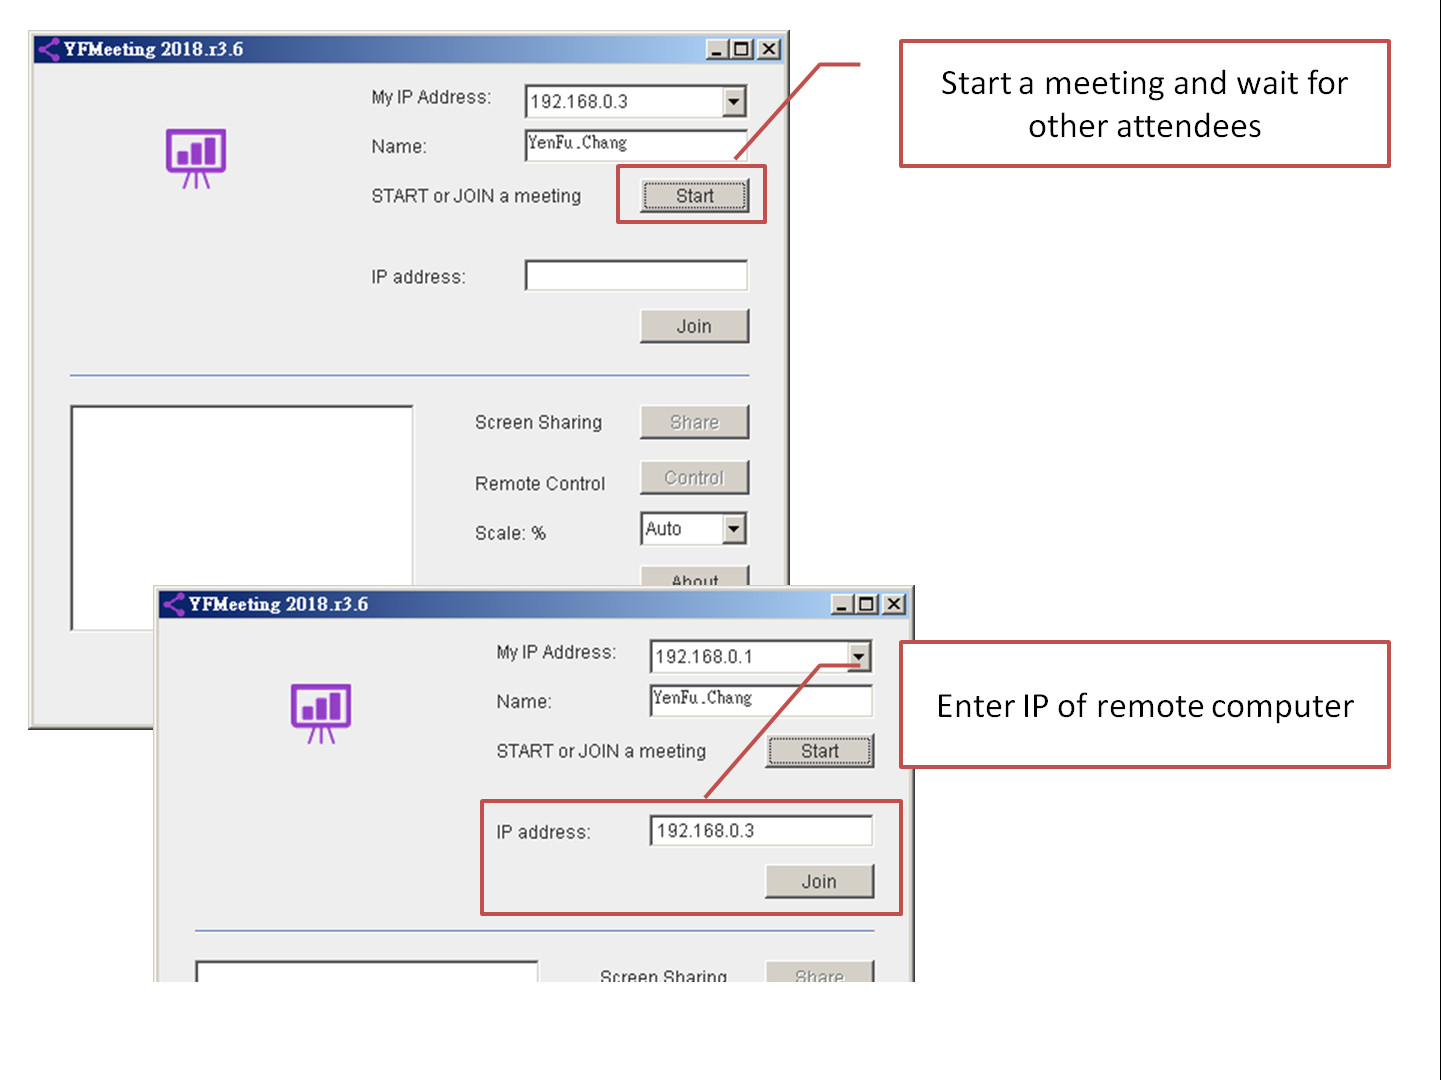 YFMeeting 2018.r3.6
My IP Address: 192.168.0.3
Name: YenFu.Chang
START or JOIN a meeting Start
IP address:
Join
Screen Sharing Share
Remote Control Control
Scale: % Auto
About
Start a meeting and wait for
other attendees
YFMeeting 2018.r3.6
My IP Address: 192.168.0.1
Name: YenFu.Chang
START or JOIN a meeting Start
IP address: 192.168.0.3
Join
Screen Sharing Share
Enter IP of remote computer